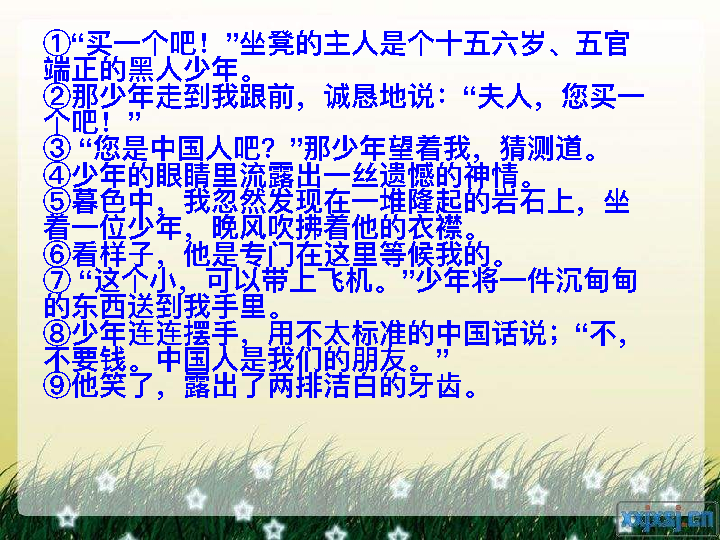 ①“买一个吧！”坐凳的主人是个十五六岁、五官
端正的黑人少年。
②那少年走到我跟前，诚恳地说：“夫人，您买一
个吧！”
③ “您是中国人吧？”那少年望着我，猜测道。
④少年的眼睛里流露出一丝遗憾的神情。
⑤暮色中，我忽然发现在一堆隆起的岩石上，坐
着一位少年，晚风吹拂着他的衣襟。
⑥看样子，他是专门在这里等候我的。
⑦ “这个小，可以带上飞机。”少年将一件沉甸甸
的东西送到我手里。
⑧少年连连摆手，用不太标准的中国话说；“不，
不要钱。中国人是我们的朋友。”
⑨他笑了，露出了两排洁白的牙齿。
xxjxsj.cn